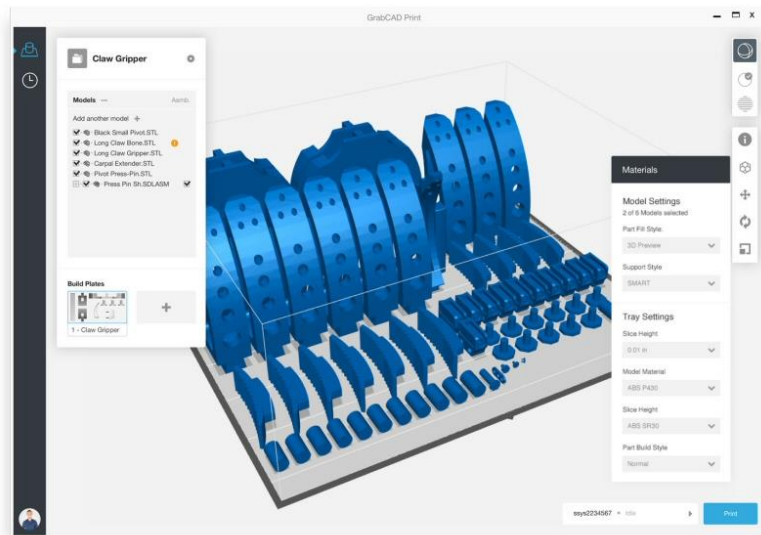 GrabCAD Print
Claw Gripper
Models
Asmb.
Add another model +
Black Small Pivot.STL
Long Claw Bone.STL
Long Claw Gripper.STL
Carpal Extender.STL
Pivot Press-Pin.STL
Press Pin Sh.SDLASM
Build Plates
1 - Claw Gripper
Materials
Model Settings
2 of 6 Models selected
Part Fill Style
3D Preview
Support Style
SMART
Tray Settings
Slice Height
0.01 in
Model Material
ABS P430
Slice Height
ABS SR30
Part Build Style
Normal
ssys2234567 • Idle
Print